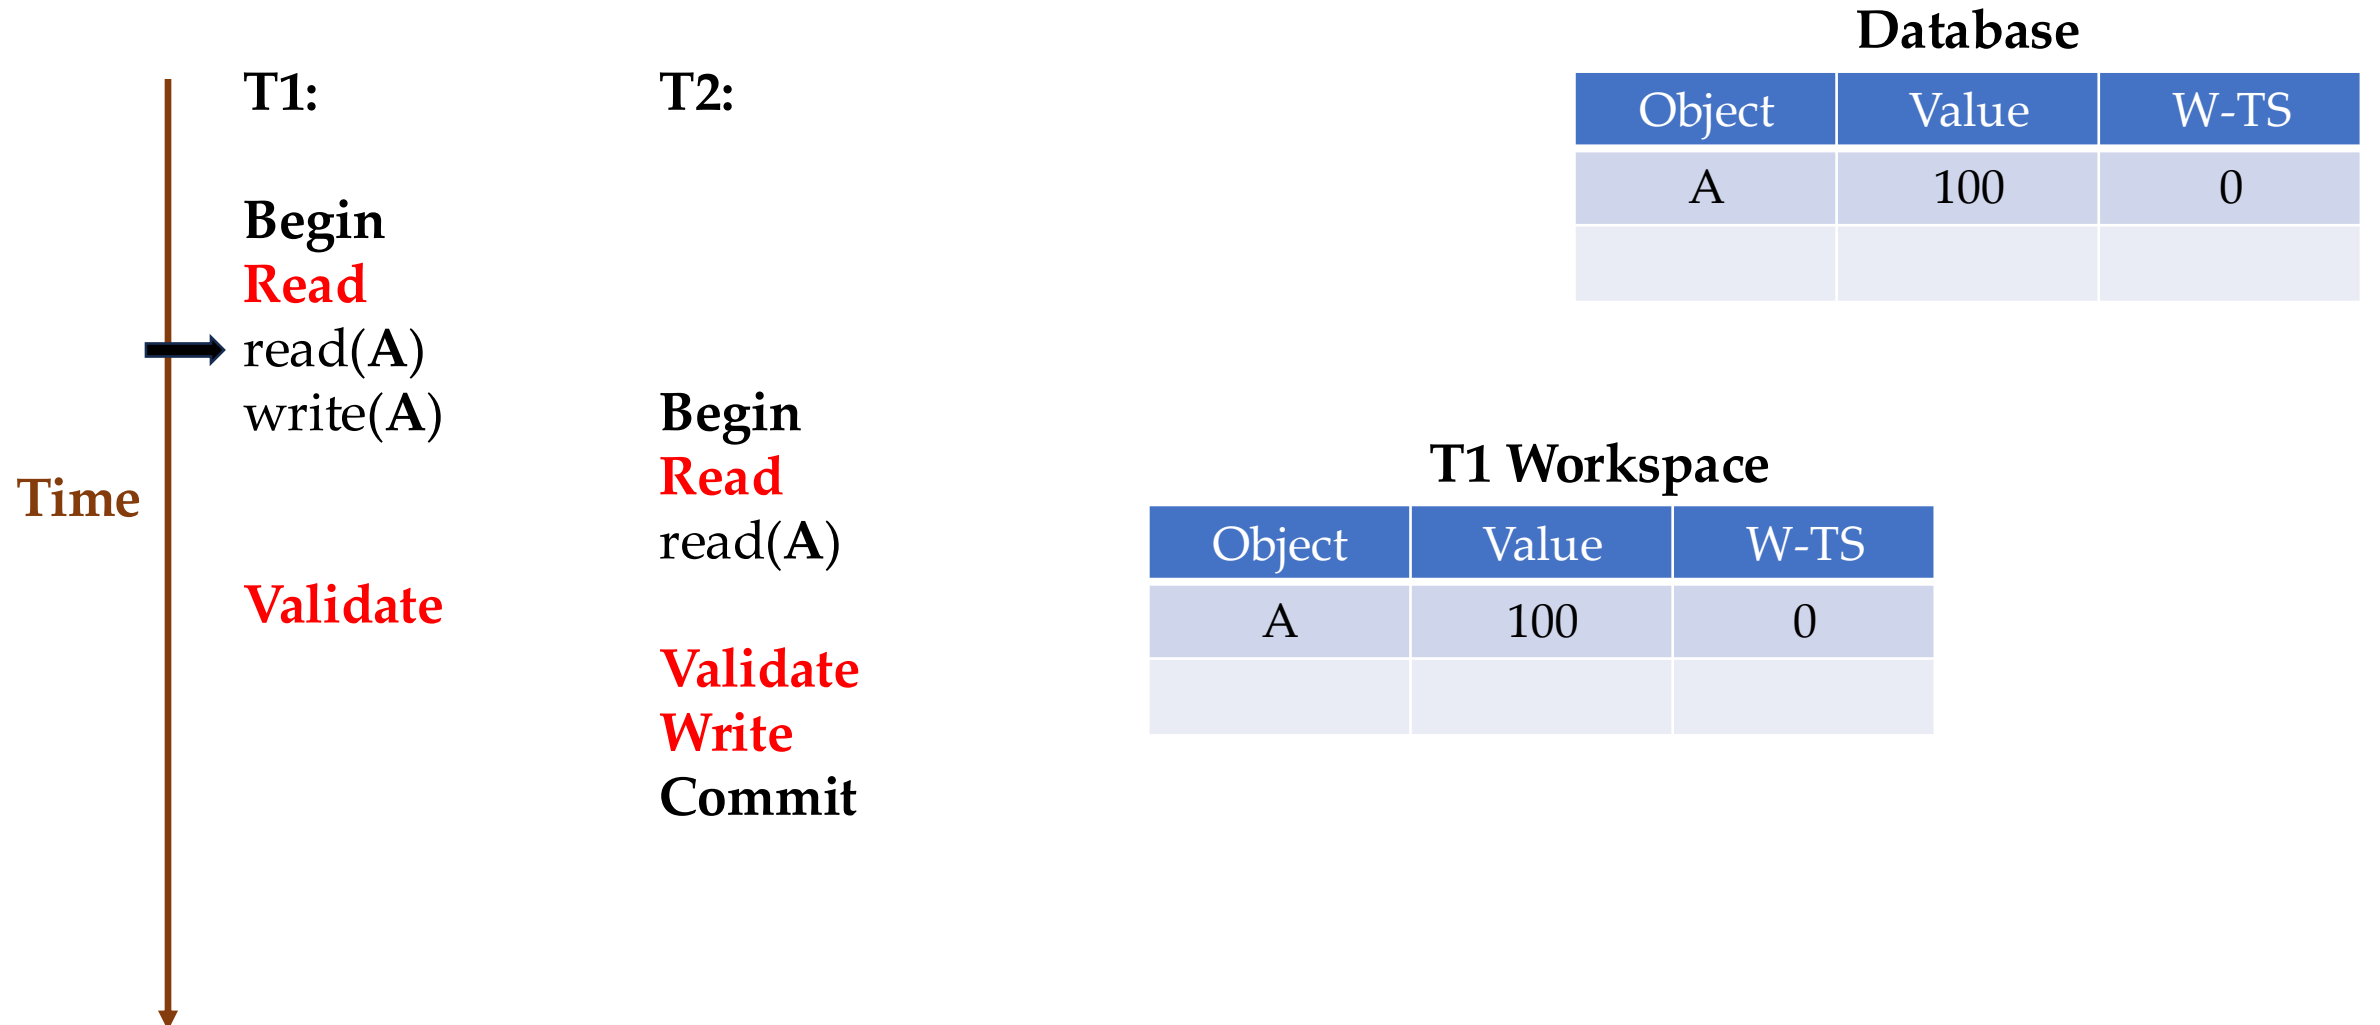 T1:
Begin
Read
read(A)
write(A)
Validate
Time
T2:
Begin
Read
read(A)
Validate
Write
Commit
Database
Object Value W-TS
A 100 0
T1 Workspace
Object Value W-TS
A 100 0